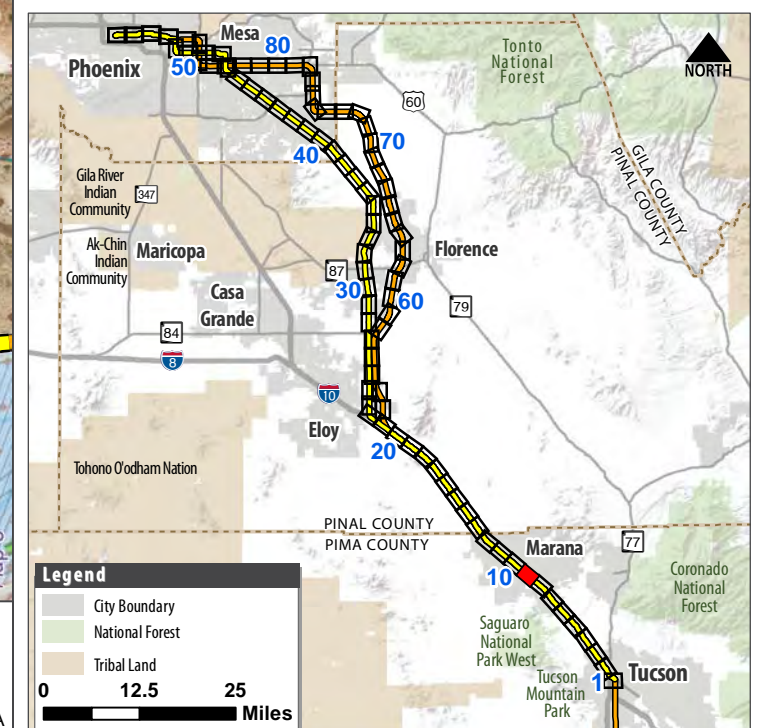 Mesa
80
Tonto
National
Forest
NORTH
Phoenix
50
60
70
40
GILA COUNTY
PINAL COUNTY
Gila River
Indian
Community
347
Ak-Chin
Indian
Community
Maricopa
Florence
87
30
60
Casa
Grande
79
84
8
10
Eloy
20
Tohono O'odham Nation
PINAL COUNTY
PIMA COUNTY
77
Marana
10
Coronado
National
Forest
Legend
City Boundary
National Forest
Tribal Land
0 12.5 25
Miles
Saguaro
National
Park West
Tucson
Mountain
Park
1
Tucson
A